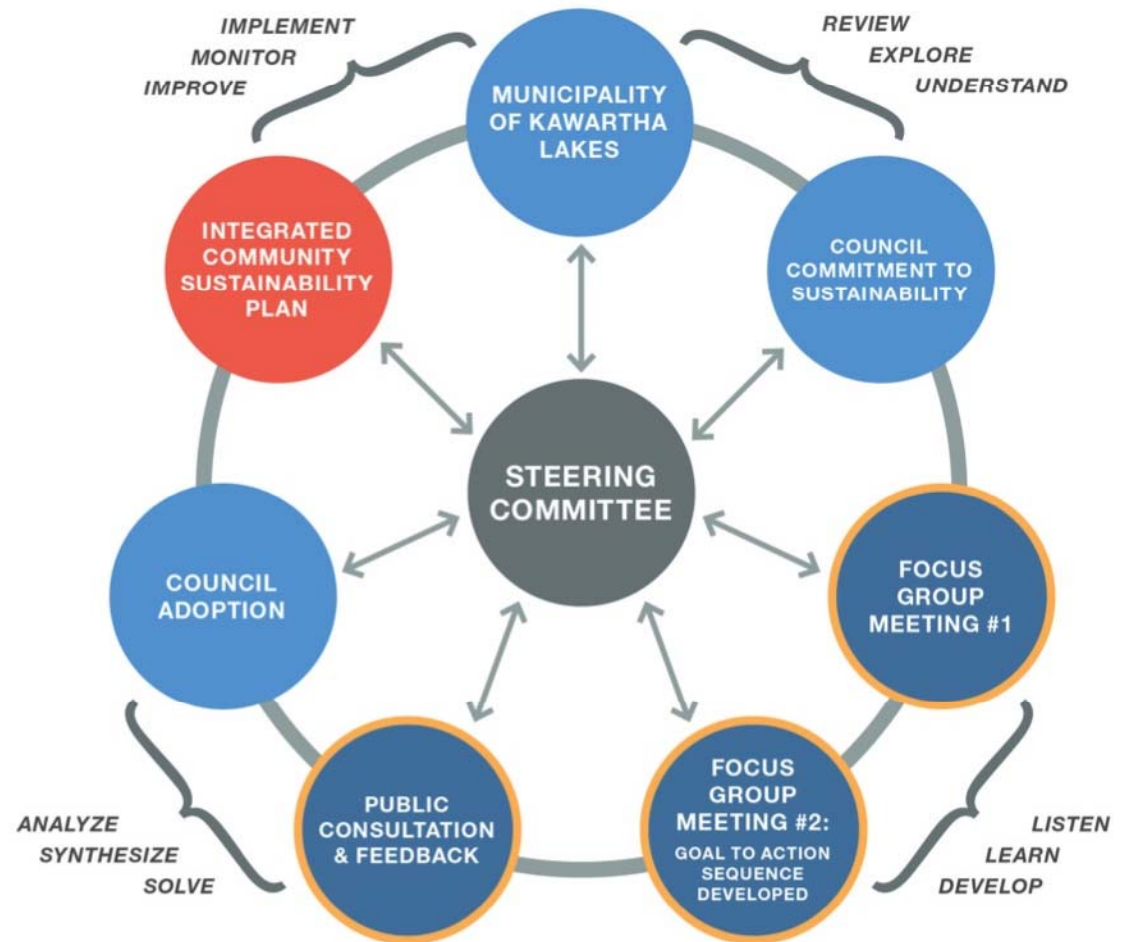 IMPLEMENT
MONITOR
IMPROVE
REVIEW
EXPLORE
UNDERSTAND
MUNICIPALITY
OF KAWARTHA
LAKES
INTEGRATED
COMMUNITY
SUSTAINABILITY
PLAN
COUNCIL
COMMITMENT TO
SUSTAINABILITY
STEERING
COMMITTEE
COUNCIL
ADOPTION
FOCUS
GROUP
MEETING #1
PUBLIC
CONSULTATION
& FEEDBACK
FOCUS
GROUP
MEETING #2:
GOAL TO ACTION
SEQUENCE
DEVELOPED
ANALYZE
SYNTHESIZE
SOLVE
LISTEN
LEARN
DEVELOP